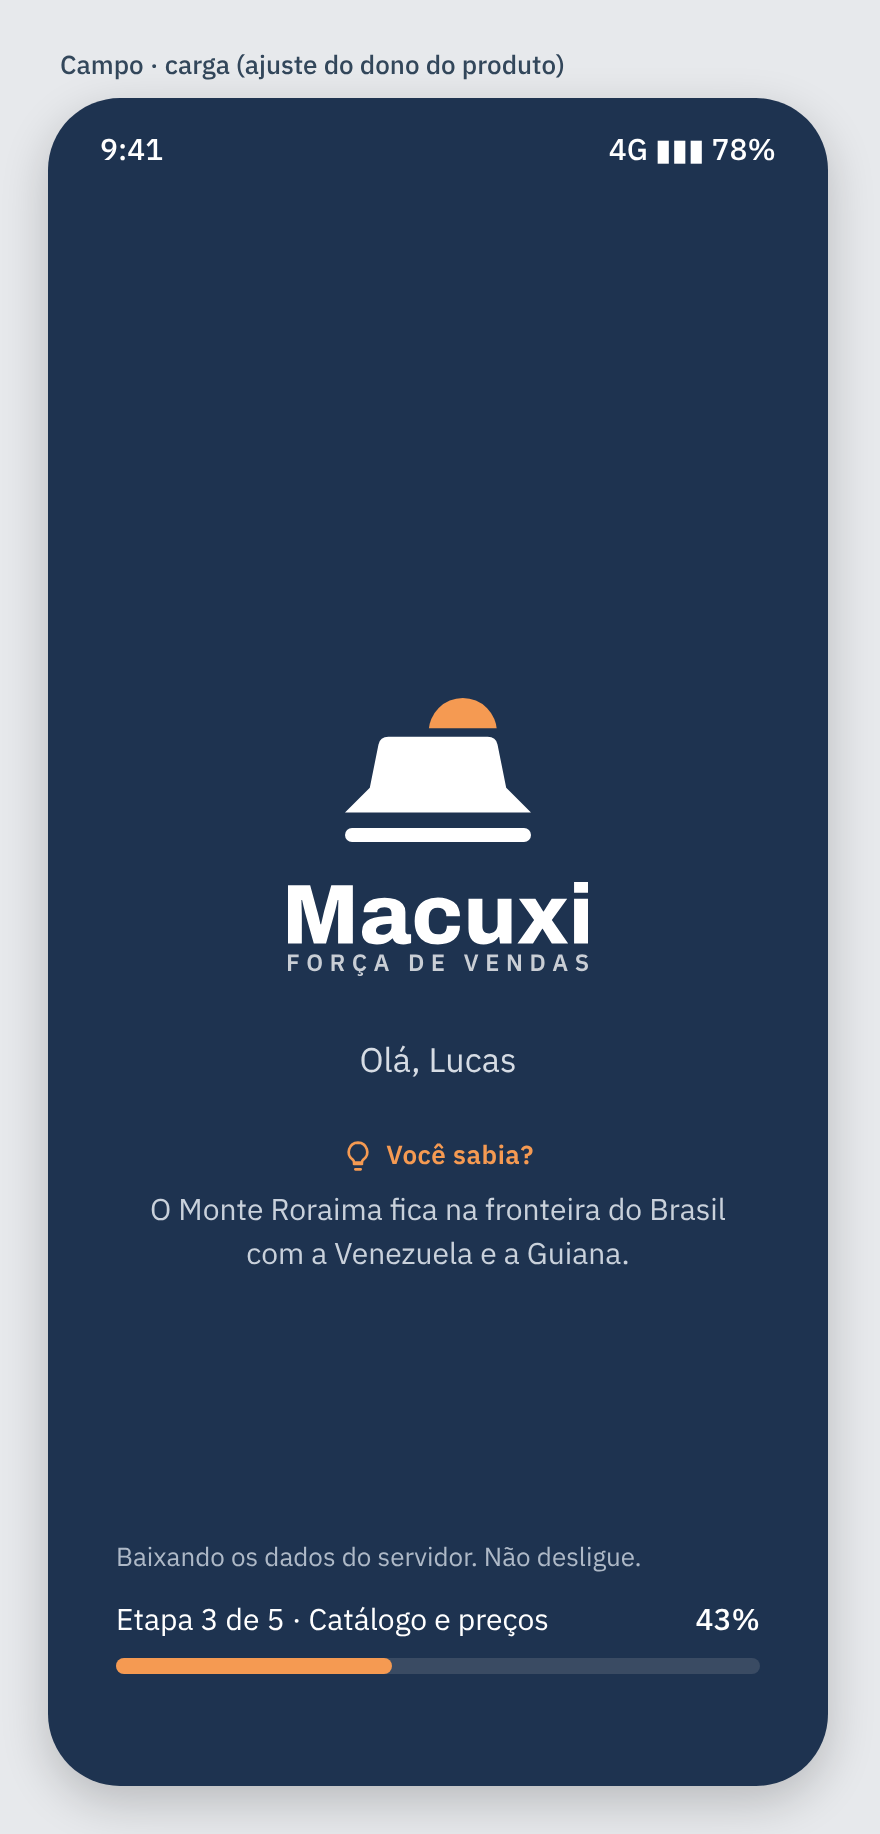 Campo · carga (ajuste do dono do produto)
9:41 4G ▮▮▮ 78%
Macuxi
FORÇA DE VENDAS
Olá, Lucas
Você sabia?
O Monte Roraima fica na fronteira do Brasil
com a Venezuela e a Guiana.
Baixando os dados do servidor. Não desligue.
Etapa 3 de 5 · Catálogo e preços 43%